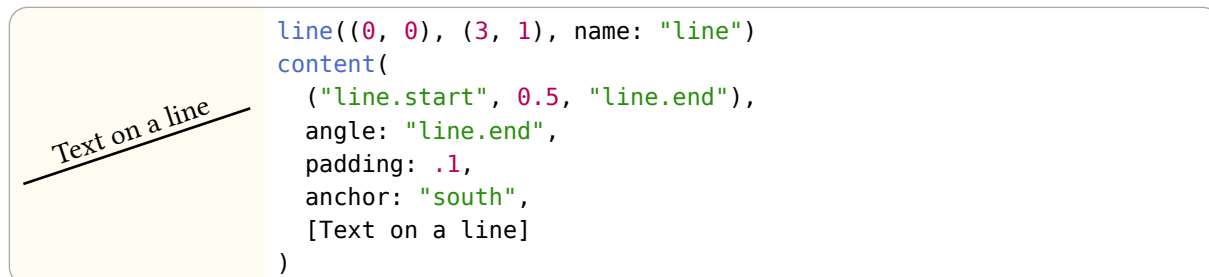 Text on a line
line((0, 0), (3, 1), name: "line")
content(
  ("line.start", 0.5, "line.end"),
  angle: "line.end",
  padding: .1,
  anchor: "south",
  [Text on a line]
)